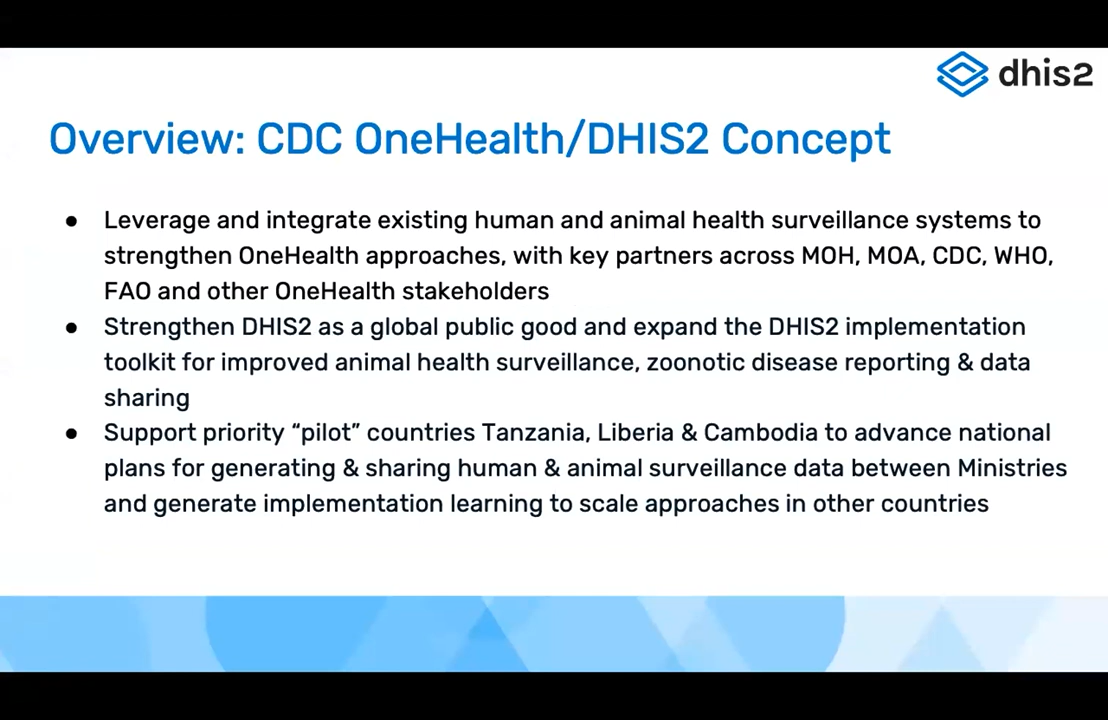 dhis2
Overview: CDC OneHealth/DHIS2 Concept
● Leverage and integrate existing human and animal health surveillance systems to
strengthen OneHealth approaches, with key partners across MOH, MOA, CDC, WHO,
FAO and other OneHealth stakeholders
● Strengthen DHIS2 as a global public good and expand the DHIS2 implementation
toolkit for improved animal health surveillance, zoonotic disease reporting & data
sharing
● Support priority “pilot” countries Tanzania, Liberia & Cambodia to advance national
plans for generating & sharing human & animal surveillance data between Ministries
and generate implementation learning to scale approaches in other countries